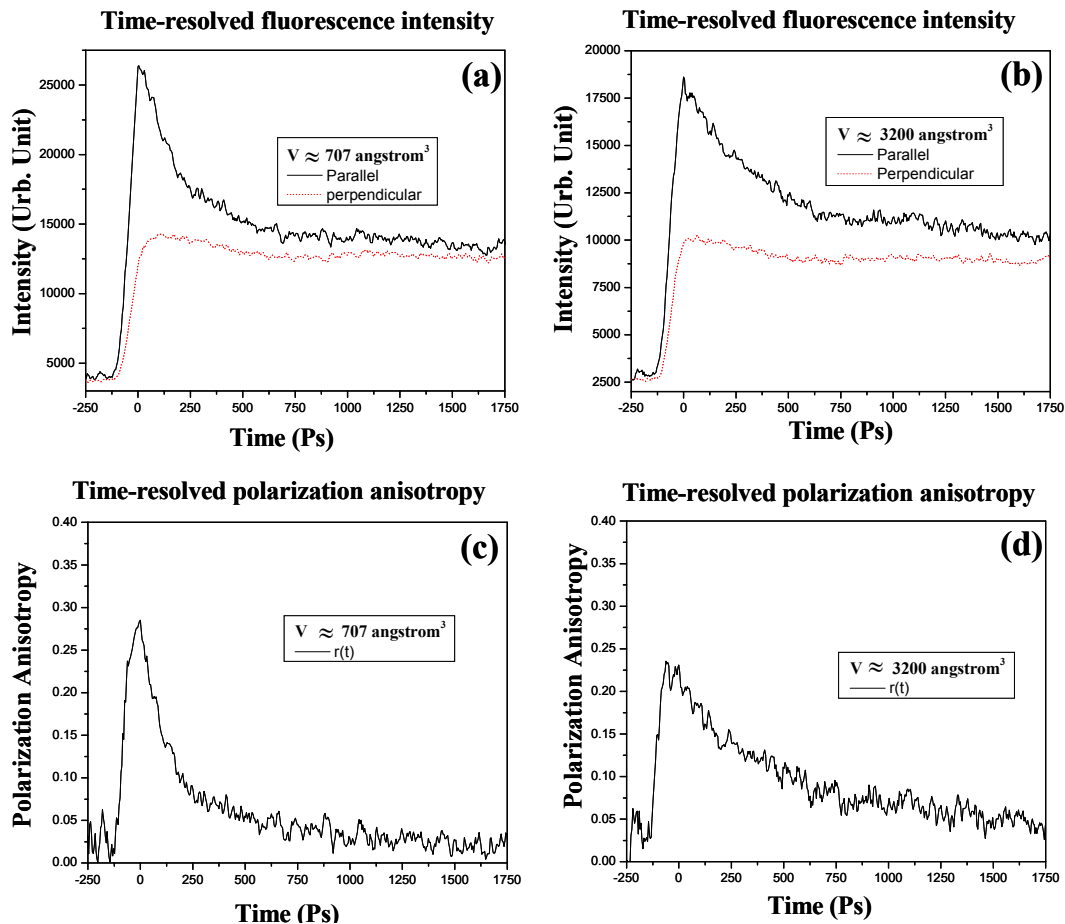 Time-resolved fluorescence intensity
(a)
25000
20000
15000
10000
5000
Intensity (Urb. Unit)
V ≈ 707 angstrom³
Parallel
perpendicular
-250 0 250 500 750 1000 1250 1500 1750
Time (Ps)
Time-resolved fluorescence intensity
(b)
20000
17500
15000
12500
10000
7500
5000
2500
Intensity (Urb. Unit)
V ≈ 3200 angstrom³
Parallel
Perpendicular
-250 0 250 500 750 1000 1250 1500 1750
Time (Ps)
Time-resolved polarization anisotropy
(c)
0.40
0.35
0.30
0.25
0.20
0.15
0.10
0.05
0.00
Polarization Anisotropy
V ≈ 707 angstrom³
r(t)
-250 0 250 500 750 1000 1250 1500 1750
Time (Ps)
Time-resolved polarization anisotropy
(d)
0.40
0.35
0.30
0.25
0.20
0.15
0.10
0.05
0.00
Polarization Anisotropy
V ≈ 3200 angstrom³
r(t)
-250 0 250 500 750 1000 1250 1500 1750
Time (Ps)